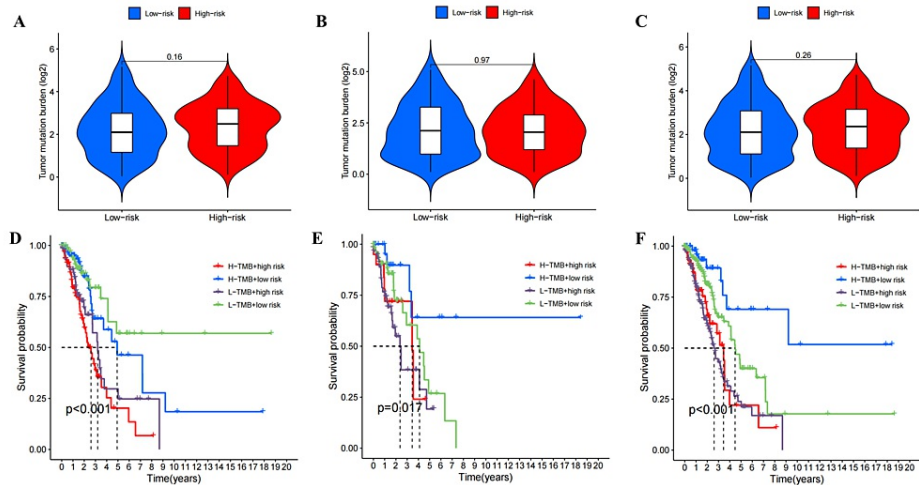 A
Low-risk High-risk
Tumor mutation burden (log2)
6
4
2
0
0.16
Low-risk High-risk
B
Low-risk High-risk
Tumor mutation burden (log2)
5.0
2.5
0.0
0.97
Low-risk High-risk
C
Low-risk High-risk
Tumor mutation burden (log2)
6
4
2
0
0.26
Low-risk High-risk
D
Survival probability
1.00
0.75
0.50
0.25
0.00
H-TMB+high risk
H-TMB+low risk
L-TMB+high risk
L-TMB+low risk
p<0.001
0 1 2 3 4 5 6 7 8 9 10 11 12 13 14 15 16 17 18 19 20
Time(years)
E
Survival probability
1.00
0.75
0.50
0.25
0.00
H-TMB+high risk
H-TMB+low risk
L-TMB+high risk
L-TMB+low risk
p=0.017
0 1 2 3 4 5 6 7 8 9 10 11 12 13 14 15 16 17 18 19 20
Time(years)
F
Survival probability
1.00
0.75
0.50
0.25
0.00
H-TMB+high risk
H-TMB+low risk
L-TMB+high risk
L-TMB+low risk
p<0.001
0 1 2 3 4 5 6 7 8 9 10 11 12 13 14 15 16 17 18 19 20
Time(years)